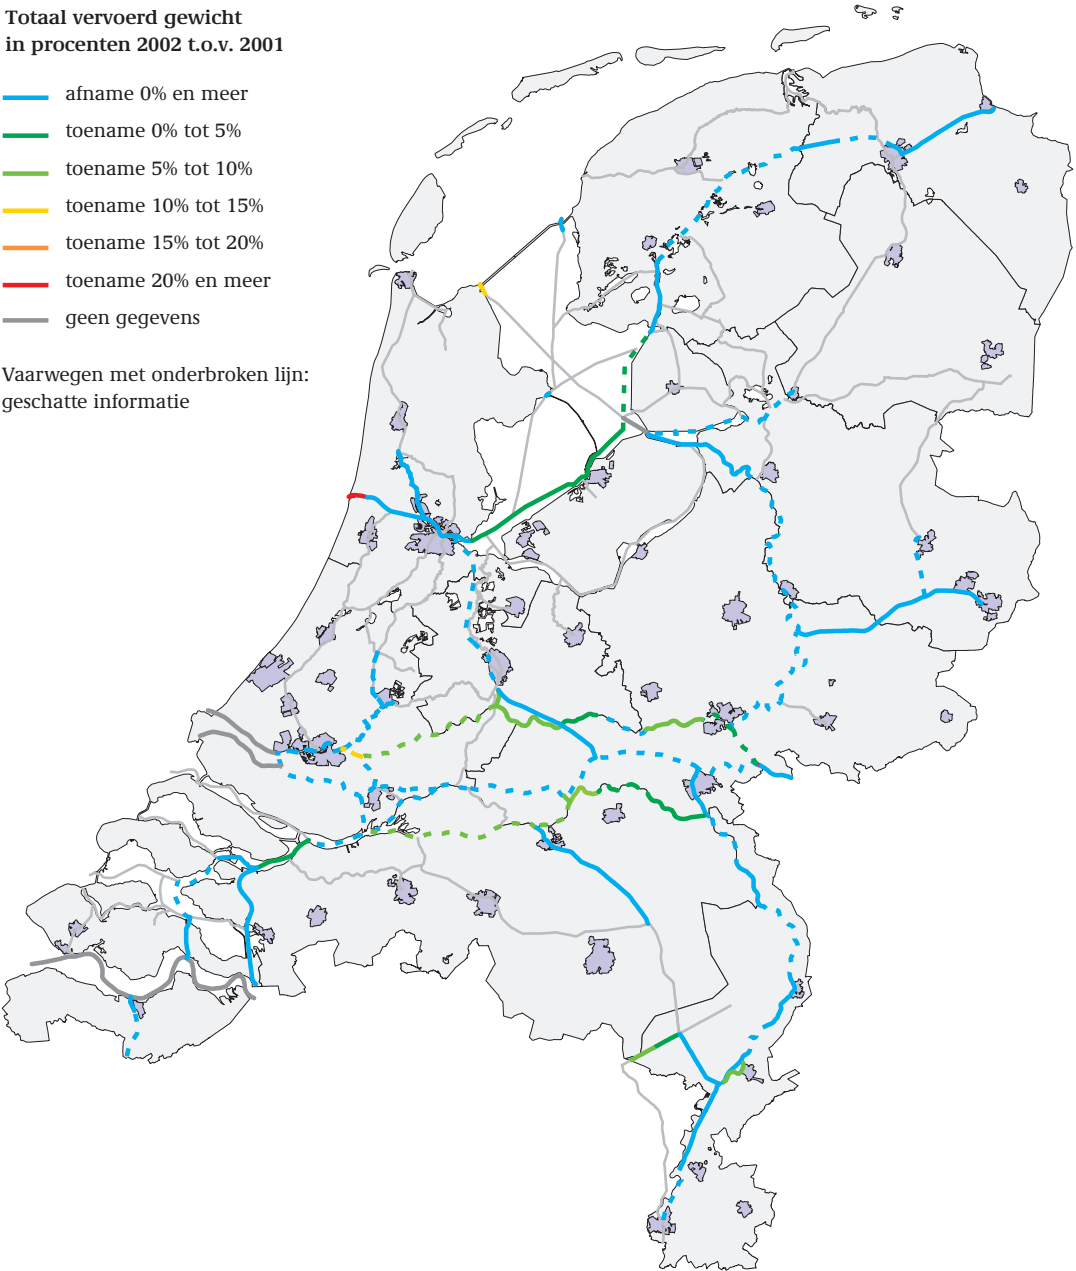 Totaal vervoerd gewicht
in procenten 2002 t.o.v. 2001
afname 0% en meer
toename 0% tot 5%
toename 5% tot 10%
toename 10% tot 15%
toename 15% tot 20%
toename 20% en meer
geen gegevens
Vaarwegen met onderbroken lijn:
geschatte informatie